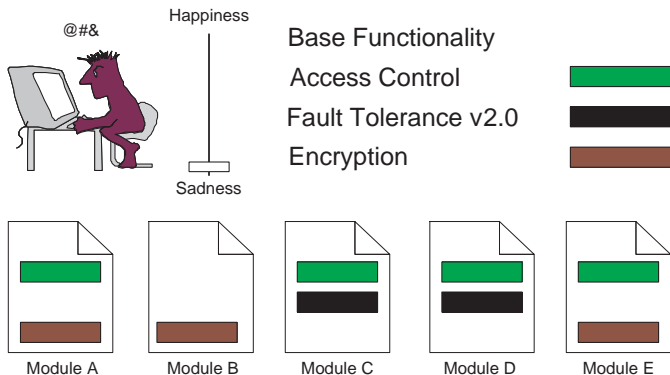 @#&
Happiness
Sadness
Base Functionality
Access Control
Fault Tolerance v2.0
Encryption
Module A
Module B
Module C
Module D
Module E